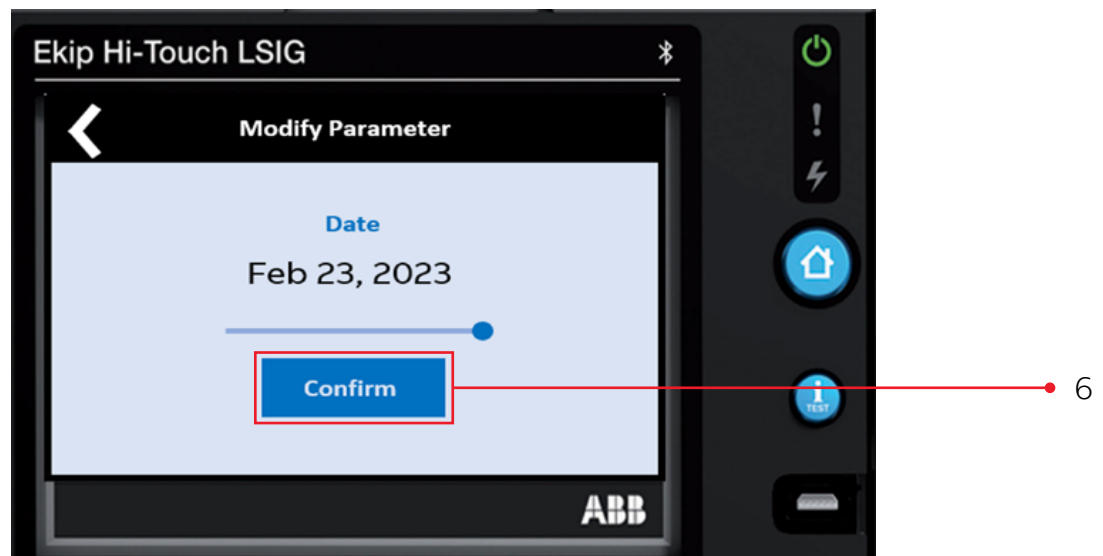 Ekip Hi-Touch LSIG
Modify Parameter
Date
Feb 23, 2023
Confirm
6
i
TEST
ABB